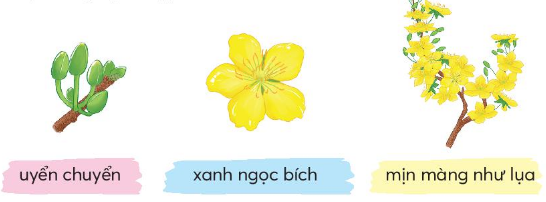 uyển chuyển
xanh ngọc bích
mịn màng như lụa